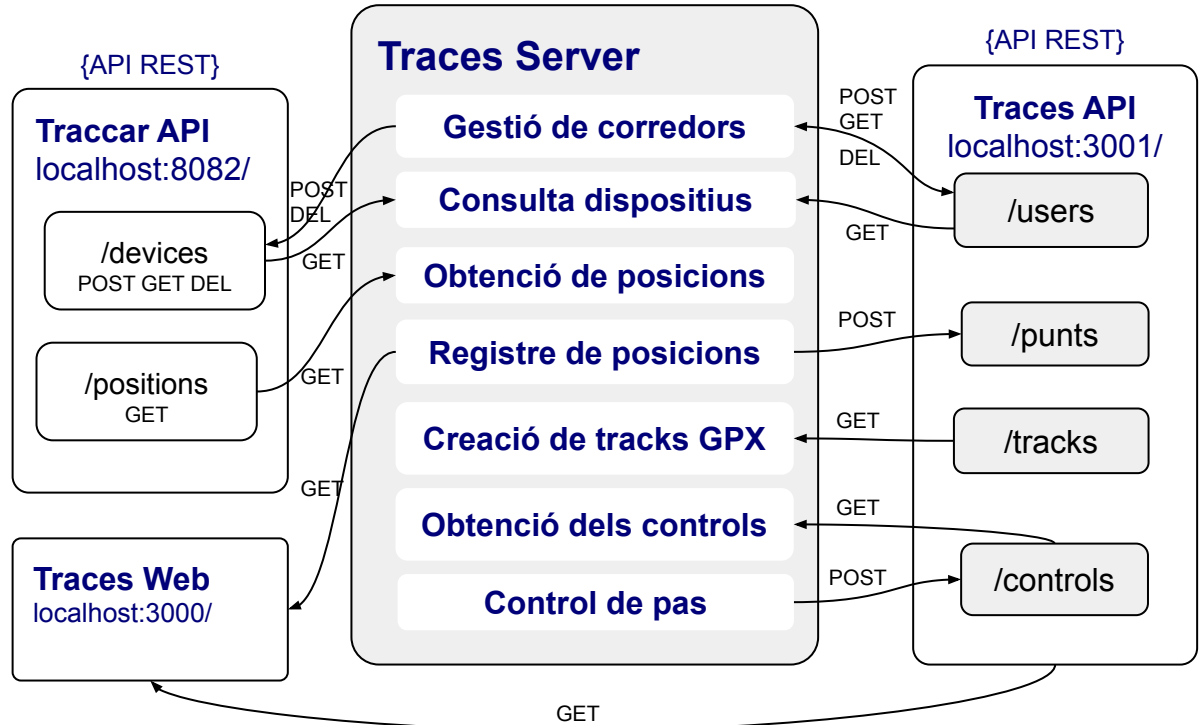 {API REST}
Traccar API
localhost:8082/
/devices
POST GET DEL
/positions
GET
Traces Web
localhost:3000/
POST
DEL
GET
GET
GET
Traces Server
Gestió de corredors
Consulta dispositius
Obtenció de posicions
Registre de posicions
Creació de tracks GPX
Obtenció dels controls
Control de pas
POST
GET
DEL
GET
POST
GET
GET
POST
{API REST}
Traces API
localhost:3001/
/users
/punts
/tracks
/controls
GET